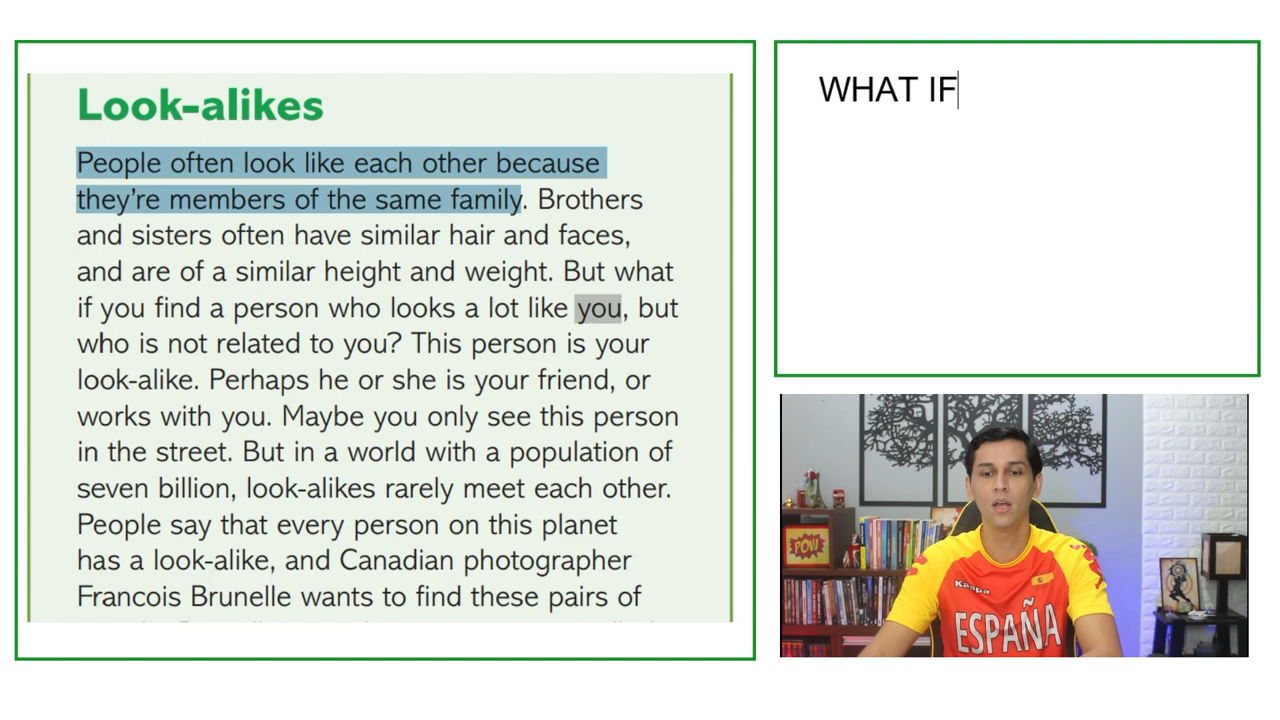 Look-alikes
People often look like each other because
they're members of the same family. Brothers
and sisters often have similar hair and faces,
and are of a similar height and weight. But what
if you find a person who looks a lot like you, but
who is not related to you? This person is your
look-alike. Perhaps he or she is your friend, or
works with you. Maybe you only see this person
in the street. But in a world with a population of
seven billion, look-alikes rarely meet each other.
People say that every person on this planet
has a look-alike, and Canadian photographer
Francois Brunelle wants to find these pairs of
WHAT IF
POW
Kappa
ESPAÑA